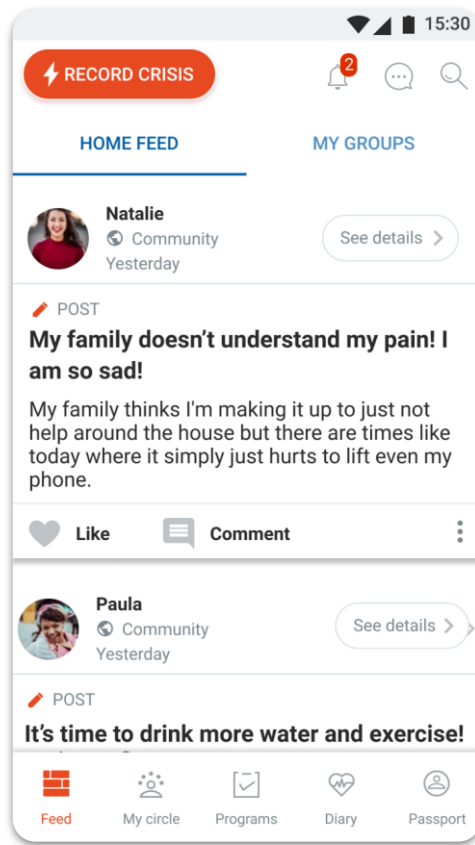 15:30
RECORD CRISIS
2
HOME FEED
MY GROUPS
Natalie
Community
Yesterday
See details
POST
My family doesn’t understand my pain! I
am so sad!
My family thinks I'm making it up to just not
help around the house but there are times like
today where it simply just hurts to lift even my
phone.
Like
Comment
Paula
Community
Yesterday
See details
POST
It’s time to drink more water and exercise!
Feed
My circle
Programs
Diary
Passport